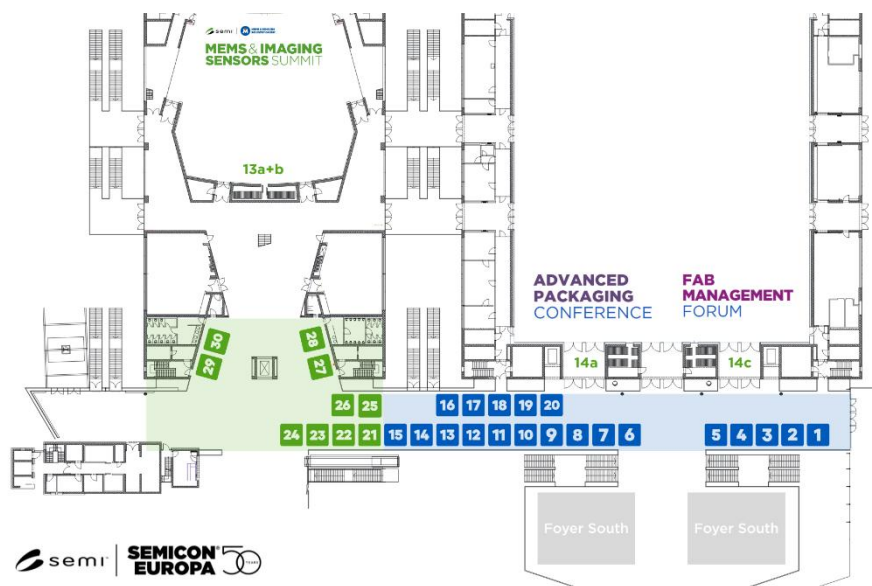 semi
MEMS & IMAGING
SENSORS SUMMIT
13a+b
ADVANCED
PACKAGING
CONFERENCE
FAB
MANAGEMENT
FORUM
30
29
28
27
14a
14c
26 25
16 17 18 19 20
24 23 22 21 15 14 13 12 11 10 9 8 7 6 5 4 3 2 1
Foyer South
Foyer South
semi
SEMICON®
EUROPA
50
YEARS